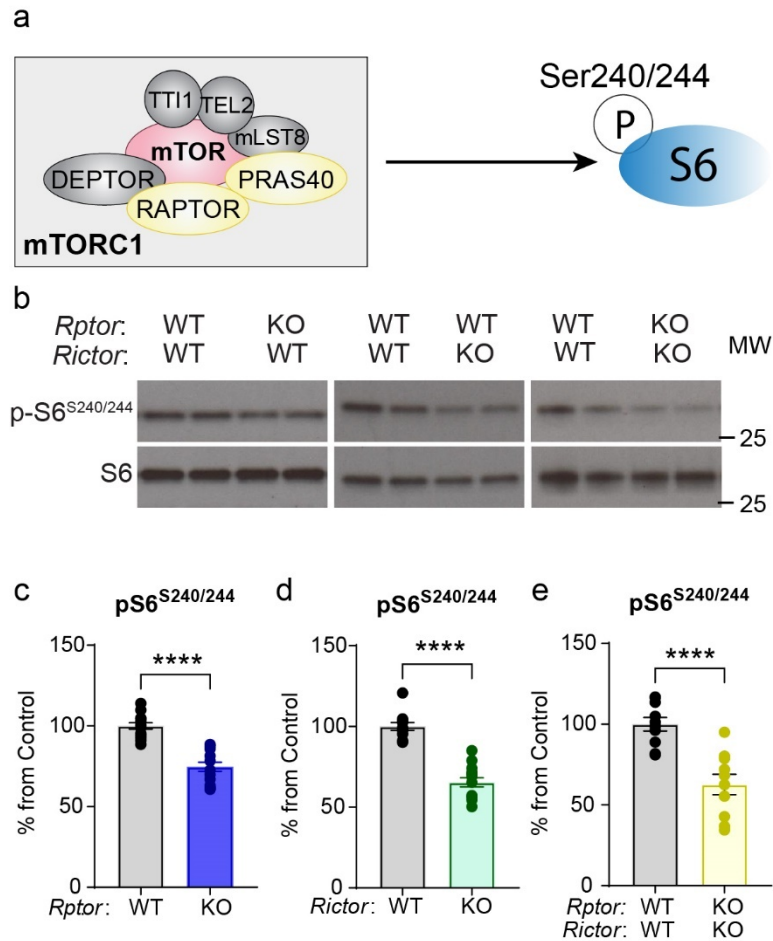 a
Ser240/244
TTI1 TEL2
mLST8
P
mTOR
S6
DEPTOR PRAS40
RAPTOR
mTORC1
b
Rptor: WT KO WT WT WT KO
Rictor: WT WT WT KO WT KO MW
p-S6S240/244
25
S6
25
c
pS6S240/244
150
100
50
0
% from Control
****
Rptor: WT KO
d
pS6S240/244
150
100
50
0
% from Control
****
Rictor: WT KO
e
pS6S240/244
150
100
50
0
% from Control
****
Rptor: WT KO
Rictor: WT KO